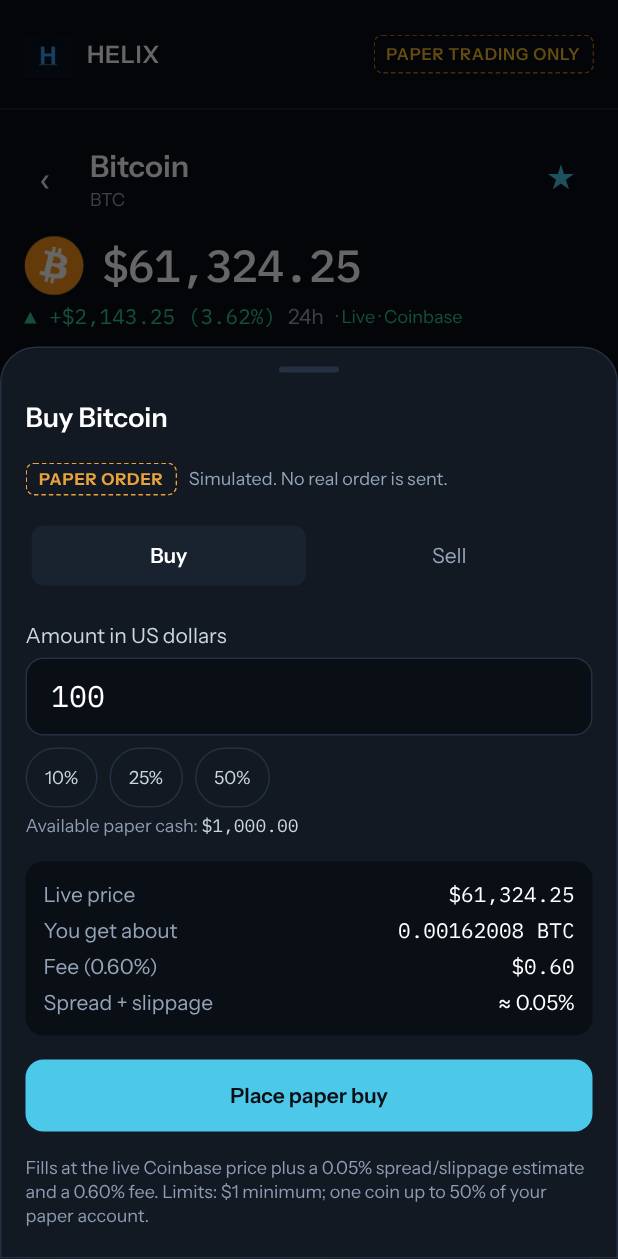 H HELIX PAPER TRADING ONLY
‹ Bitcoin ★
BTC
₿ $61,324.25
▲ +$2,143.25 (3.62%) 24h ·Live·Coinbase
Buy Bitcoin
PAPER ORDER Simulated. No real order is sent.
Buy Sell
Amount in US dollars
100
10% 25% 50%
Available paper cash: $1,000.00
Live price $61,324.25
You get about 0.00162008 BTC
Fee (0.60%) $0.60
Spread + slippage ≈ 0.05%
Place paper buy
Fills at the live Coinbase price plus a 0.05% spread/slippage estimate
and a 0.60% fee. Limits: $1 minimum; one coin up to 50% of your
paper account.